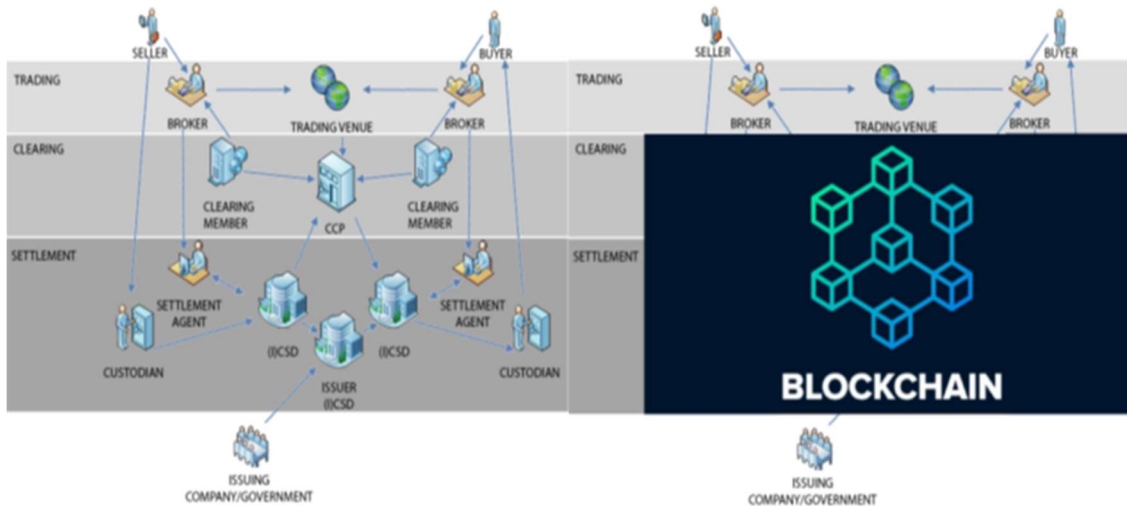 SELLER
BUYER
TRADING
BROKER
TRADING VENUE
BROKER
CLEARING
CLEARING
MEMBER
CCP
CLEARING
MEMBER
SETTLEMENT
SETTLEMENT
AGENT
SETTLEMENT
AGENT
CUSTODIAN
(I)CSD
(I)CSD
CUSTODIAN
ISSUER
(I)CSD
ISSUING
COMPANY/GOVERNMENT
SELLER
BUYER
TRADING
BROKER
TRADING VENUE
BROKER
CLEARING
SETTLEMENT
BLOCKCHAIN
ISSUING
COMPANY/GOVERNMENT